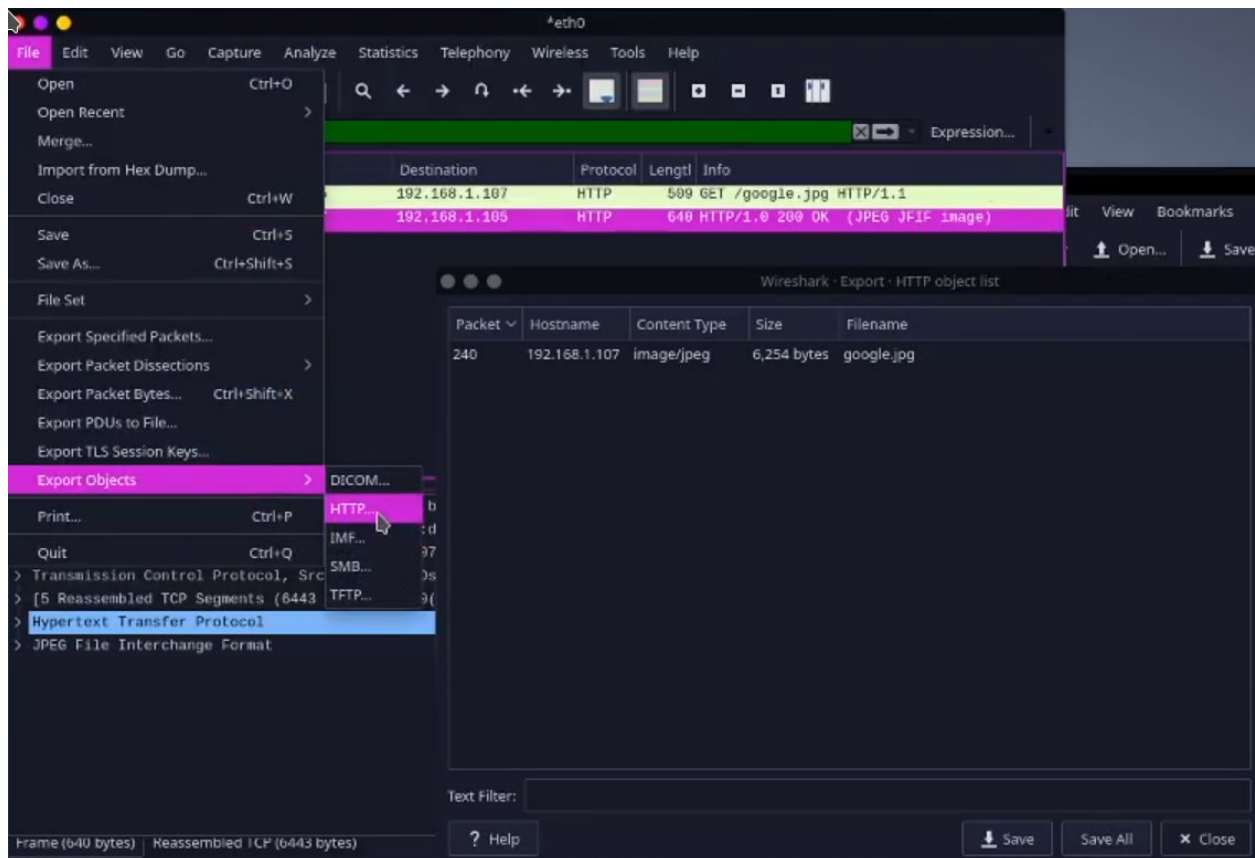 *eth0
File Edit View Go Capture Analyze Statistics Telephony Wireless Tools Help
Open Ctrl+O
Open Recent
Merge...
Import from Hex Dump...
Close Ctrl+W
Save Ctrl+S
Save As... Ctrl+Shift+S
File Set
Export Specified Packets...
Export Packet Dissections
Export Packet Bytes... Ctrl+Shift+X
Export PDUs to File...
Export TLS Session Keys...
Export Objects
Print... Ctrl+P
Quit Ctrl+Q
DICOM...
HTTP...
IMF...
SMB...
TFTP...
Expression...
Destination Protocol Lengtl Info
192.168.1.107 HTTP 509 GET /google.jpg HTTP/1.1
192.168.1.105 HTTP 640 HTTP/1.0 200 OK (JPEG JFIF image)
dit View Bookmarks
Open... Save
Wireshark · Export · HTTP object list
Packet Hostname Content Type Size Filename
240 192.168.1.107 image/jpeg 6,254 bytes google.jpg
Transmission Control Protocol, Src
[5 Reassembled TCP Segments (6443
Hypertext Transfer Protocol
JPEG File Interchange Format
Text Filter:
? Help Save Save All Close
Frame (640 bytes) Reassembled TCP (6443 bytes)